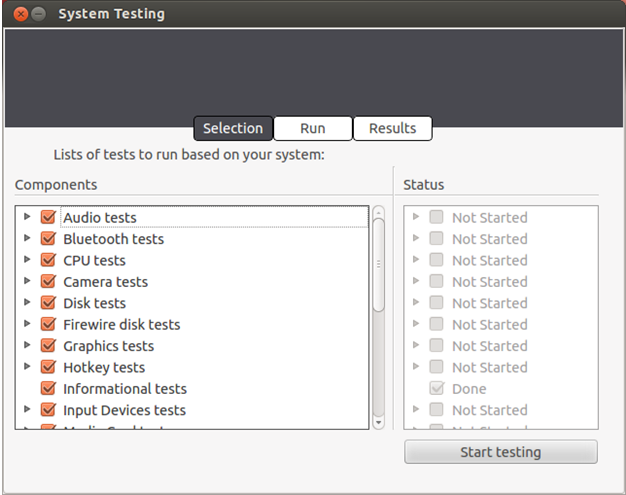 System Testing
Selection Run Results
Lists of tests to run based on your system:
Components Status
Audio tests Not Started
Bluetooth tests Not Started
CPU tests Not Started
Camera tests Not Started
Disk tests Not Started
Firewire disk tests Not Started
Graphics tests Not Started
Hotkey tests Not Started
Informational tests Done
Input Devices tests Not Started
Start testing